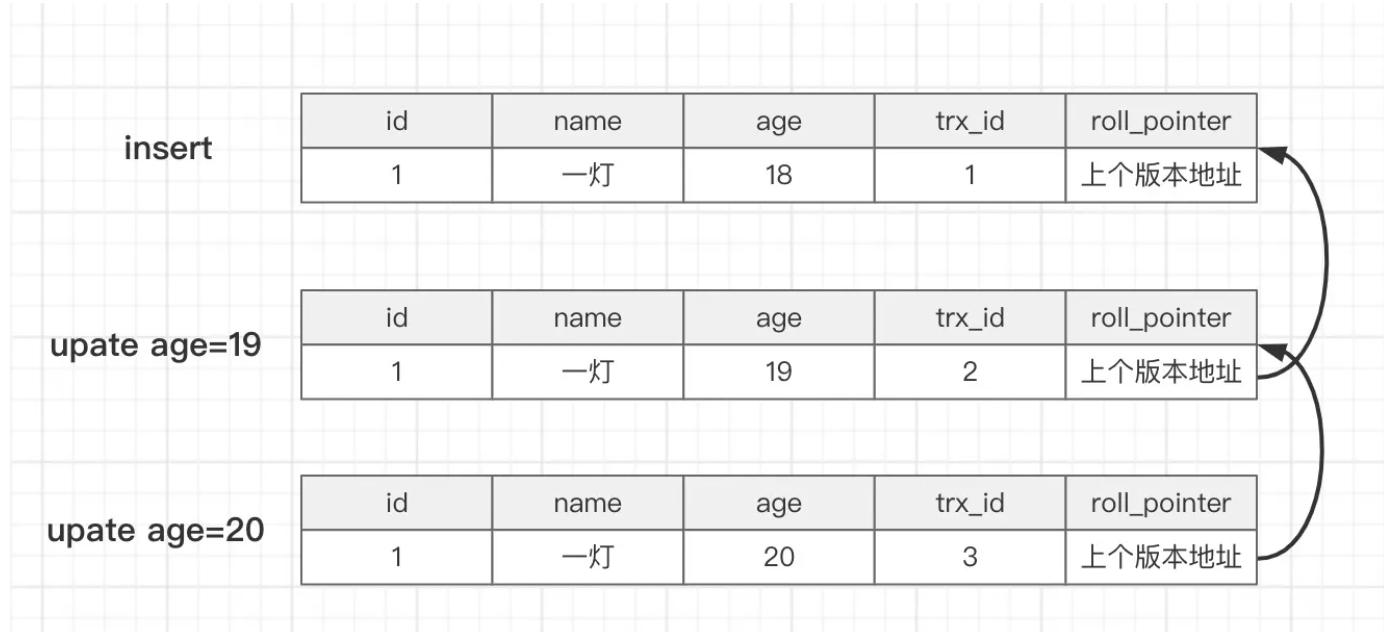 id name age trx_id roll_pointer
insert
1 一灯 18 1 上个版本地址
id name age trx_id roll_pointer
upate age=19
1 一灯 19 2 上个版本地址
id name age trx_id roll_pointer
upate age=20
1 一灯 20 3 上个版本地址